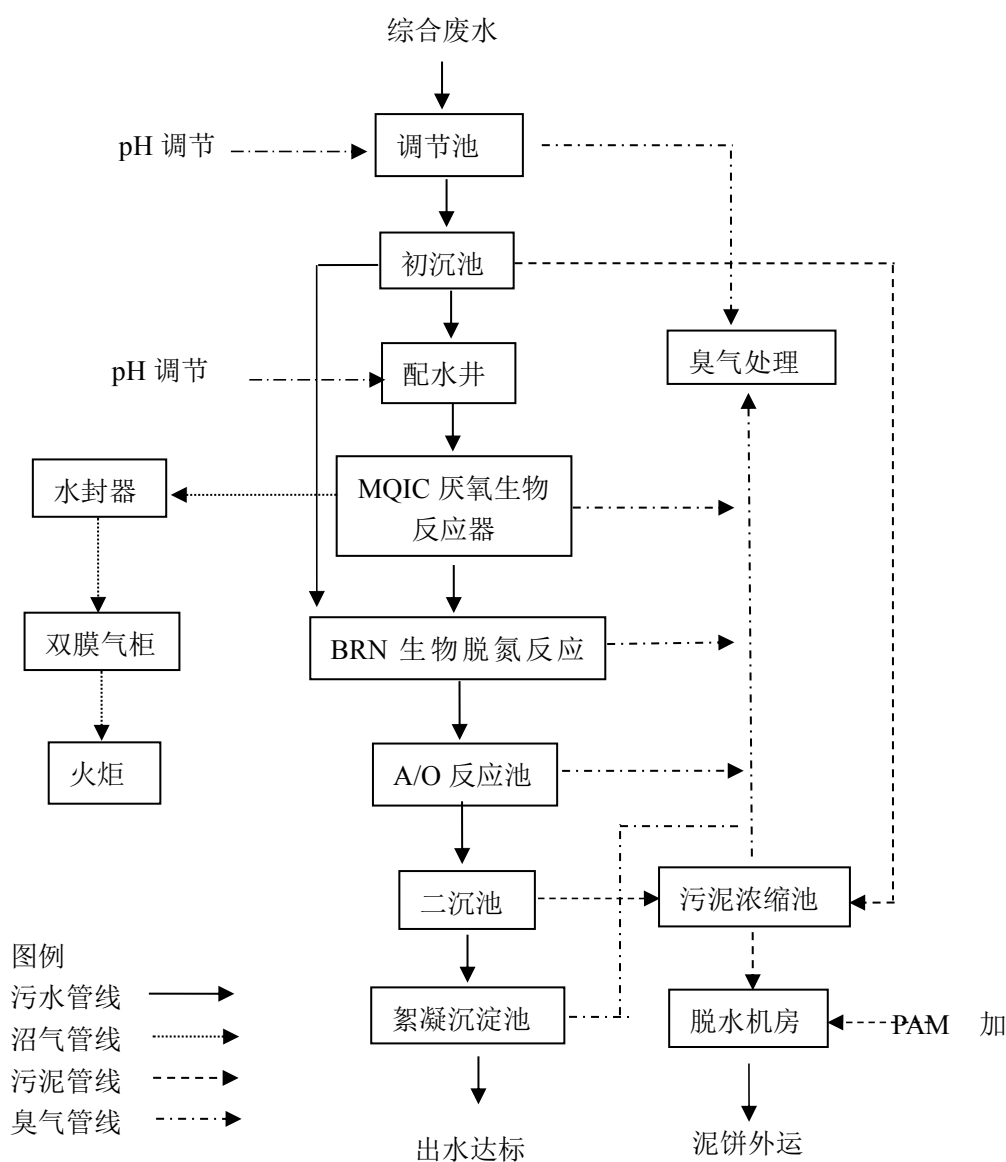 综合废水
pH 调节
调节池
初沉池
臭气处理
pH 调节
配水井
水封器
MQIC 厌氧生物
反应器
双膜气柜
BRN 生物脱氮反应
火炬
A/O 反应池
二沉池
污泥浓缩池
图例
污水管线
沼气管线
污泥管线
臭气管线
絮凝沉淀池
脱水机房
PAM 加
出水达标
泥饼外运